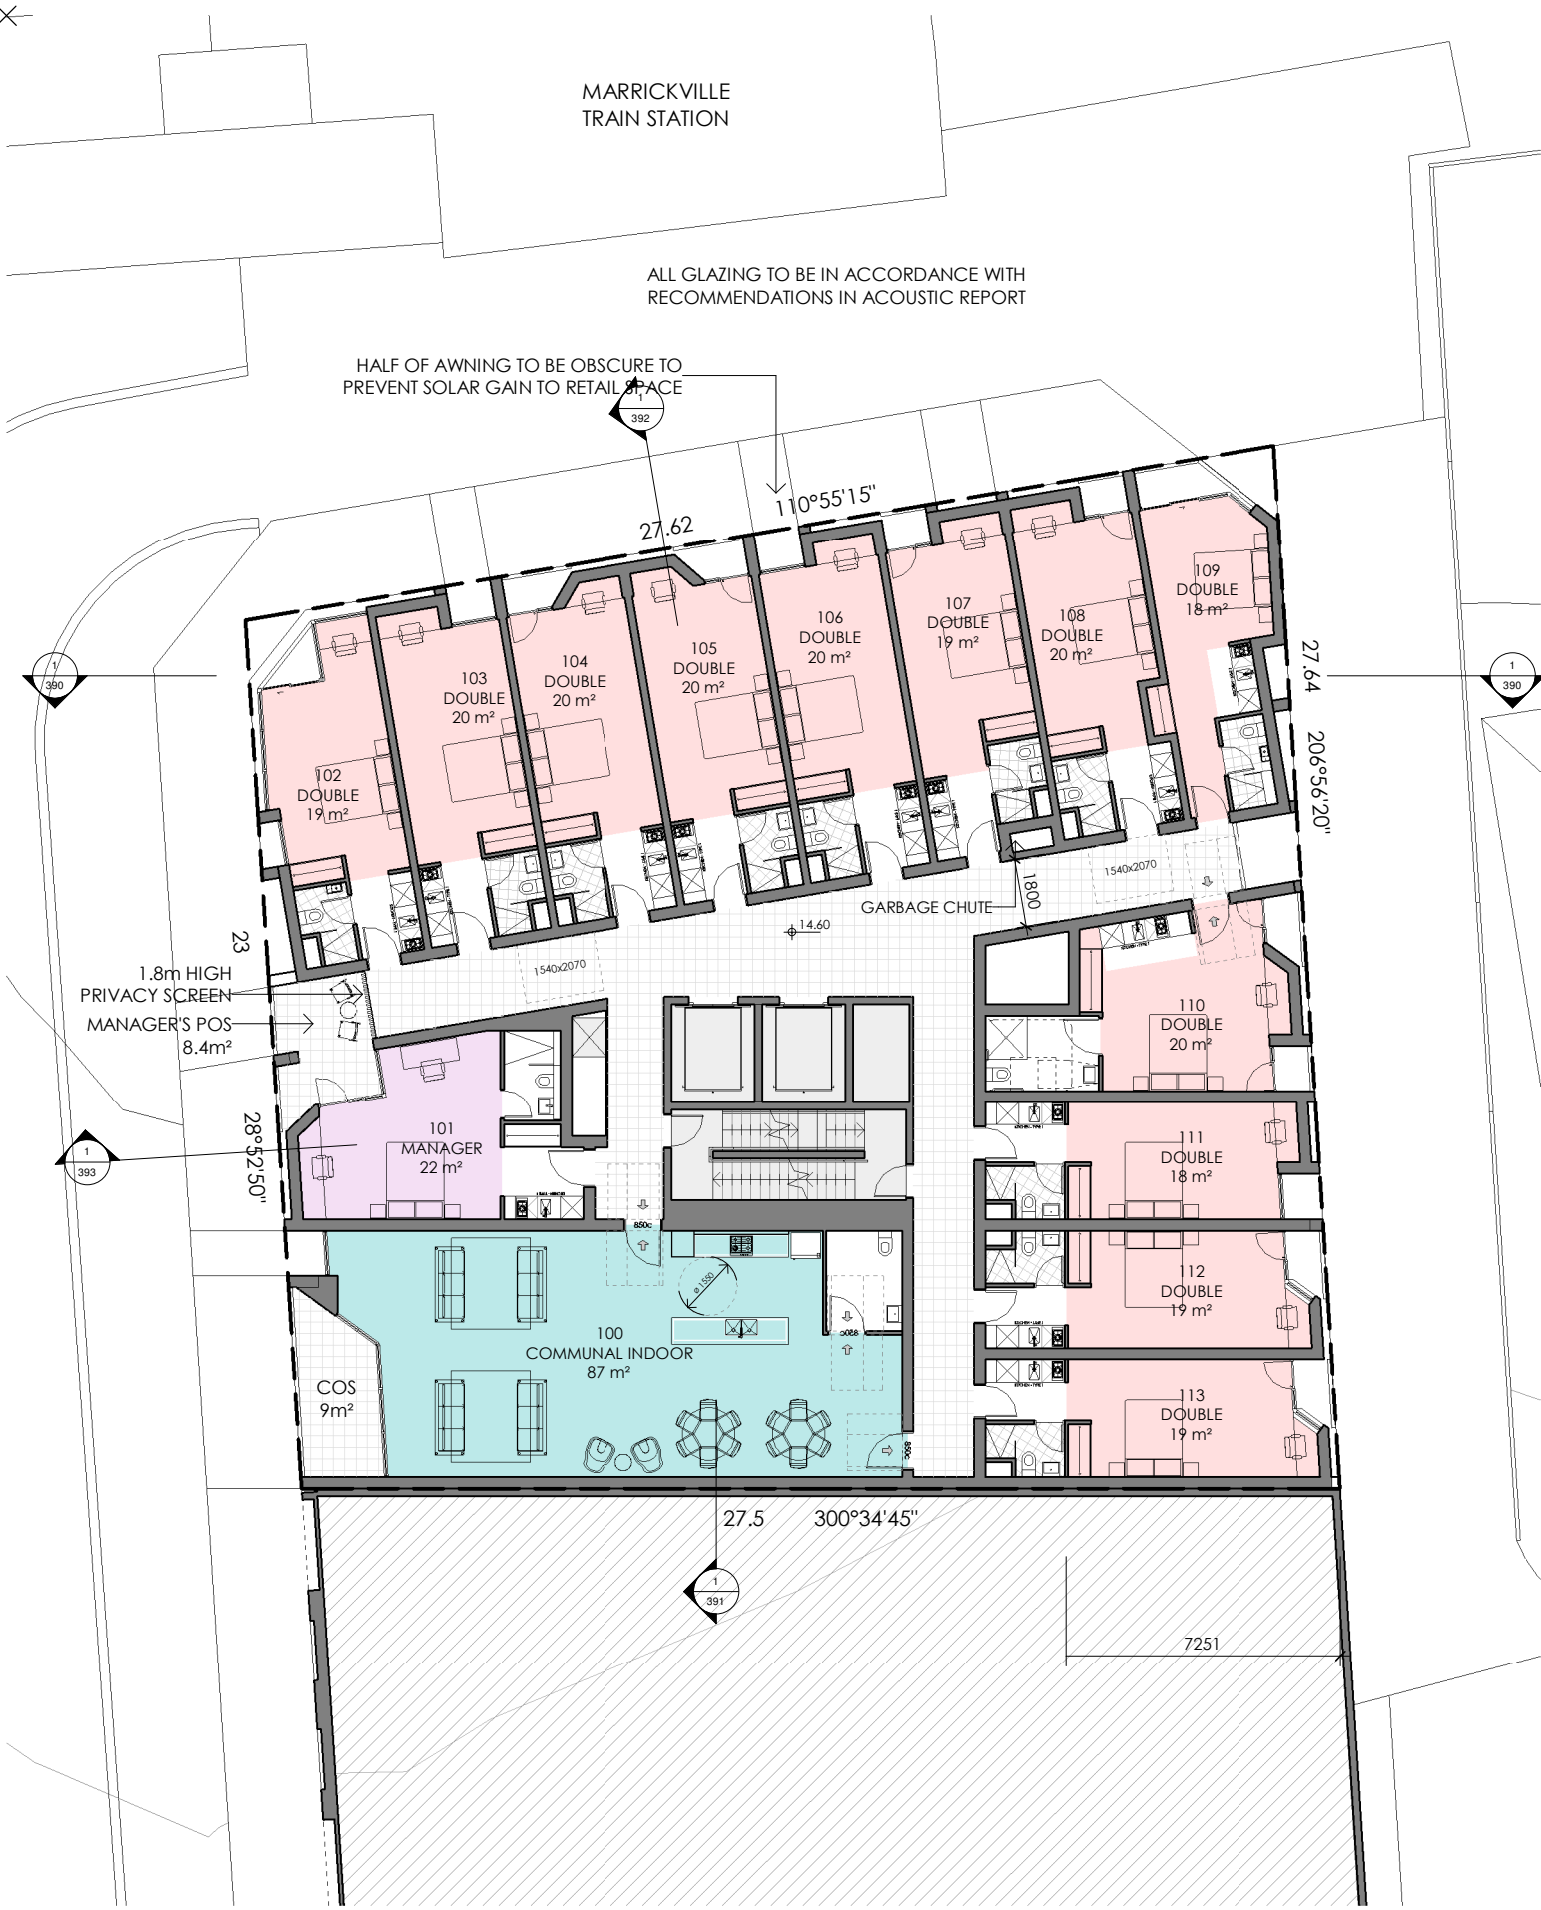 MARRICKVILLE
TRAIN STATION
ALL GLAZING TO BE IN ACCORDANCE WITH
RECOMMENDATIONS IN ACOUSTIC REPORT
HALF OF AWNING TO BE OBSCURE TO
PREVENT SOLAR GAIN TO RETAIL SPACE
1
392
27.62
110°55'15"
109
DOUBLE
18 m²
108
DOUBLE
20 m²
107
DOUBLE
19 m²
106
DOUBLE
20 m²
105
DOUBLE
20 m²
104
DOUBLE
20 m²
103
DOUBLE
20 m²
102
DOUBLE
19 m²
1
390
1
390
27.64
206°56'20"
1540x2070
1800
GARBAGE CHUTE
14.60
1540x2070
23
1.8m HIGH
PRIVACY SCREEN
MANAGER'S POS
8.4m²
28°52'50"
1
393
101
MANAGER
22 m²
110
DOUBLE
20 m²
111
DOUBLE
18 m²
112
DOUBLE
19 m²
113
DOUBLE
19 m²
850c
ø 1550
850c
850c
100
COMMUNAL INDOOR
87 m²
COS
9m²
27.5
300°34'45"
1
391
7251